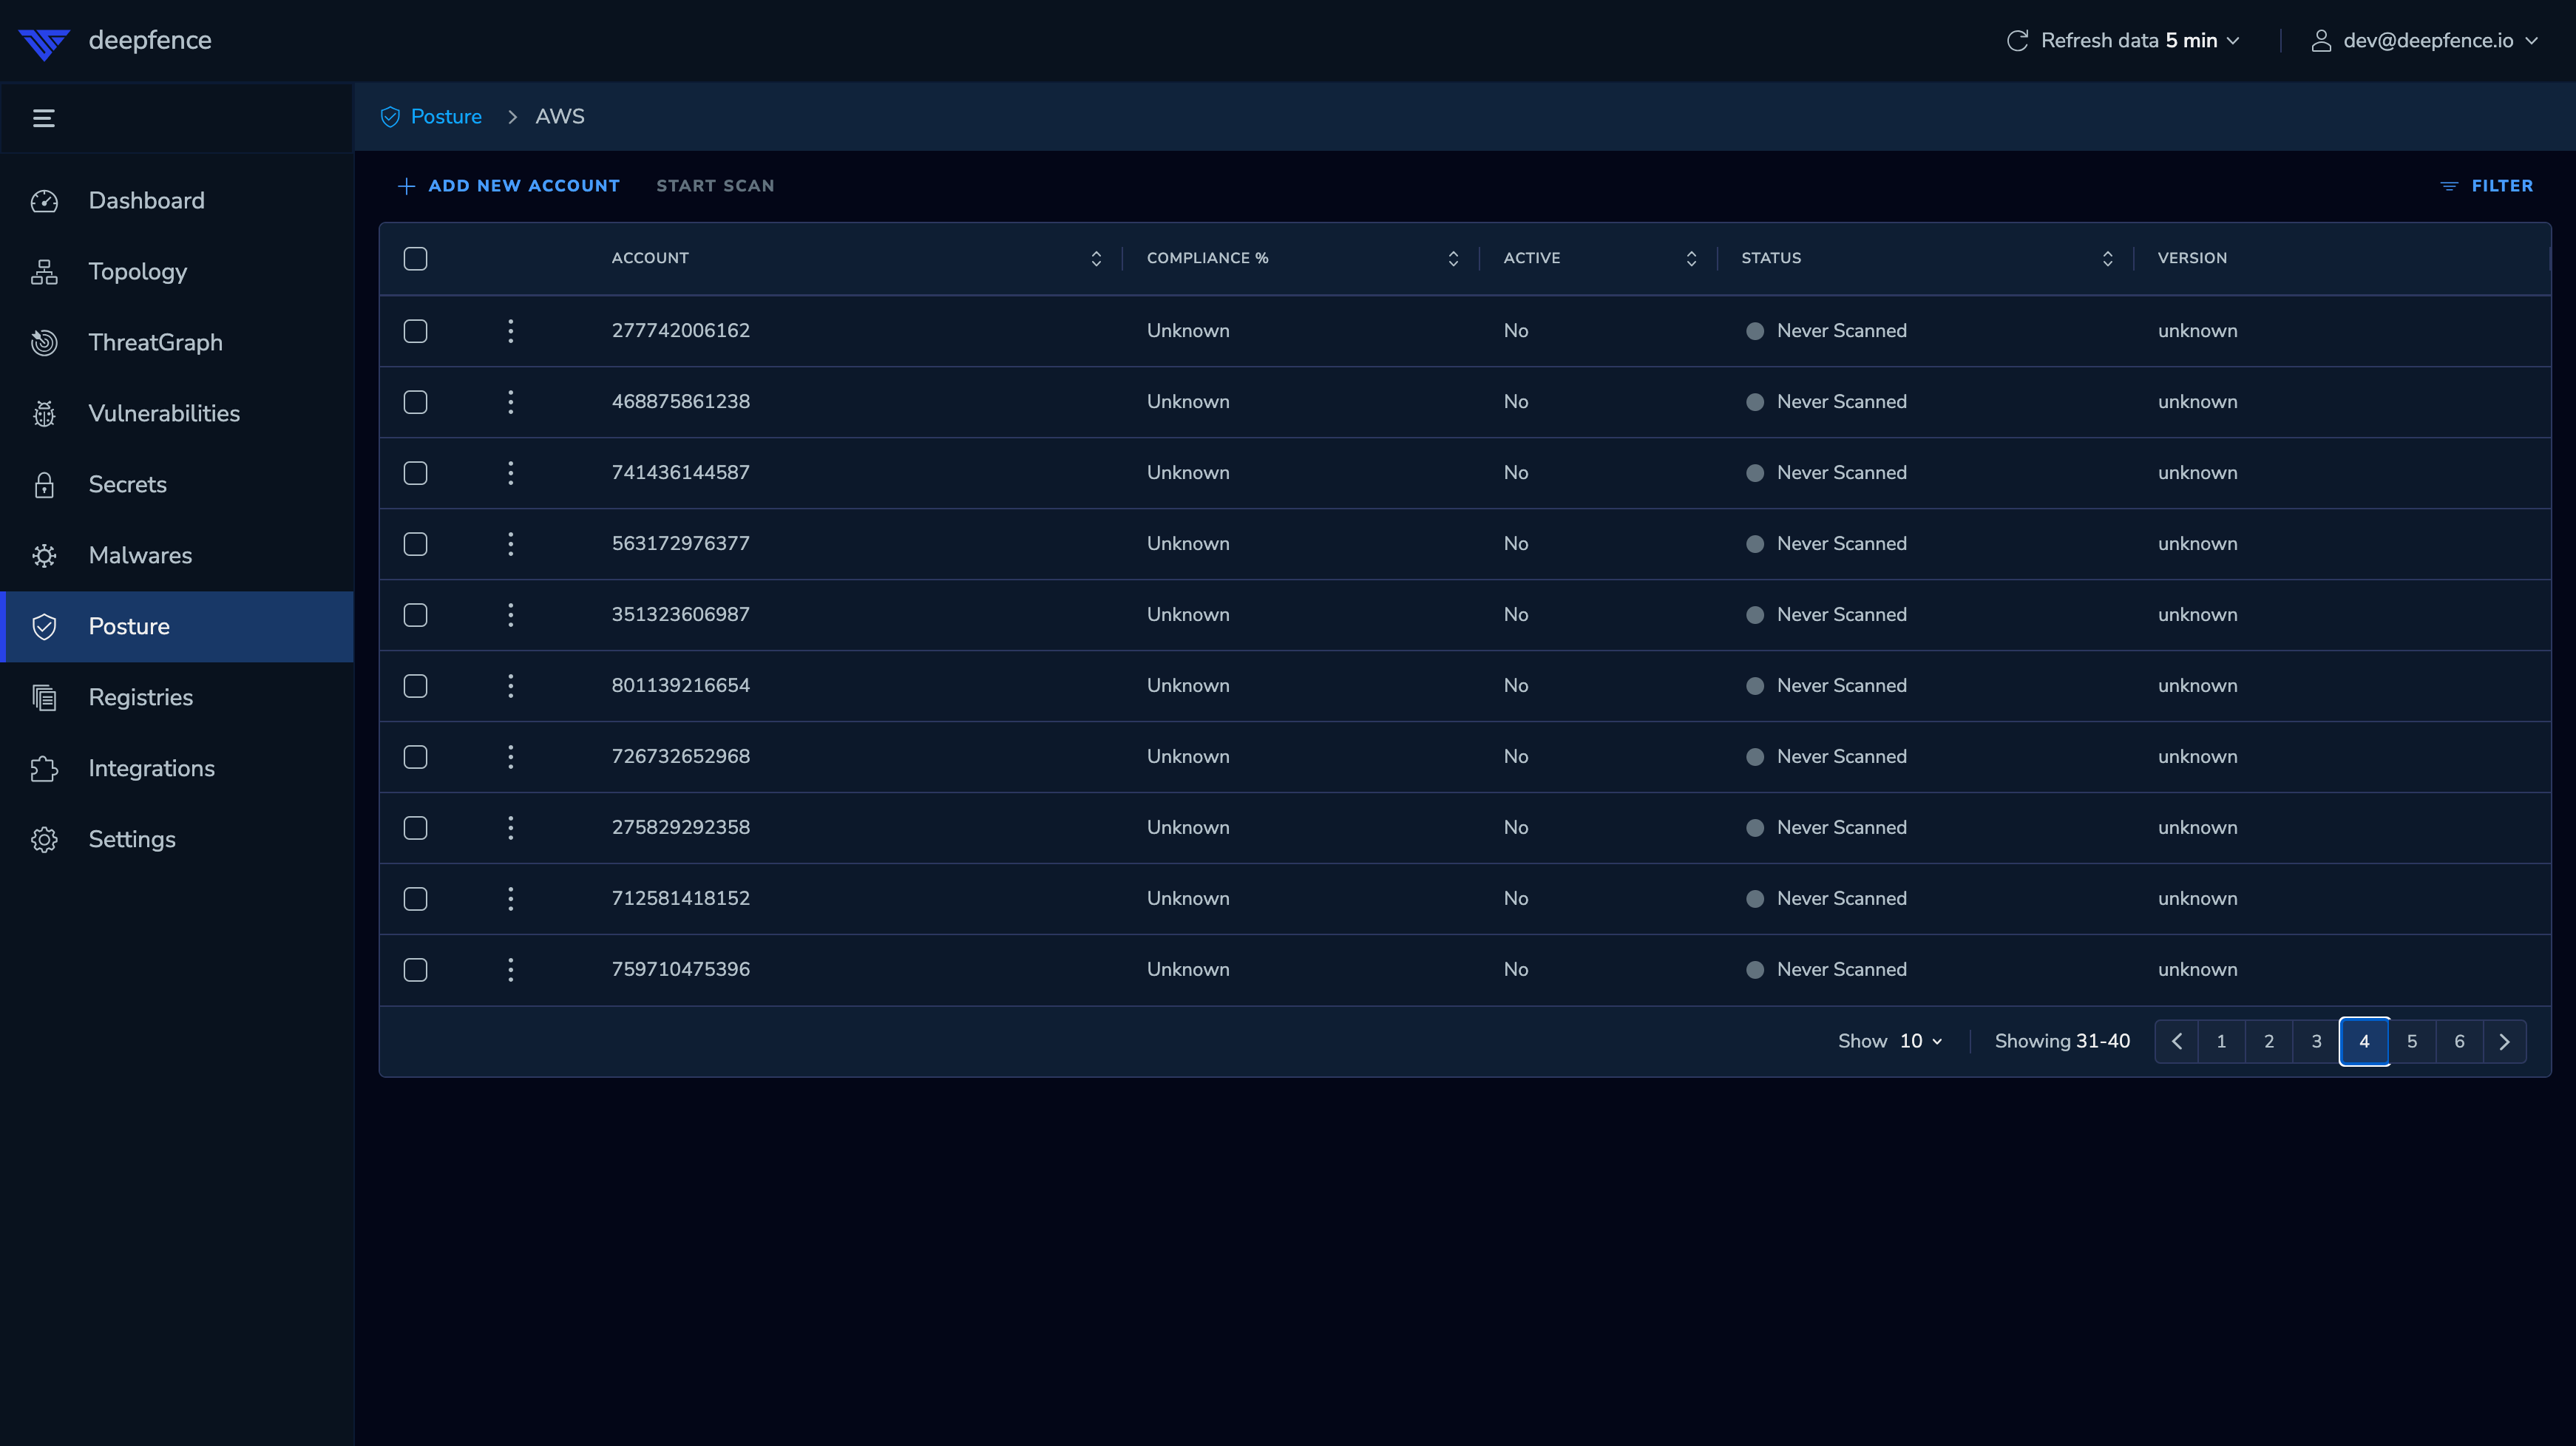 deepfence
Refresh data 5 min
dev@deepfence.io
Posture > AWS
ADD NEW ACCOUNT START SCAN FILTER
Dashboard
Topology
ThreatGraph
Vulnerabilities
Secrets
Malwares
Posture
Registries
Integrations
Settings
ACCOUNT COMPLIANCE % ACTIVE STATUS VERSION
277742006162 Unknown No Never Scanned unknown
468875861238 Unknown No Never Scanned unknown
741436144587 Unknown No Never Scanned unknown
563172976377 Unknown No Never Scanned unknown
351323606987 Unknown No Never Scanned unknown
801139216654 Unknown No Never Scanned unknown
726732652968 Unknown No Never Scanned unknown
275829292358 Unknown No Never Scanned unknown
712581418152 Unknown No Never Scanned unknown
759710475396 Unknown No Never Scanned unknown
Show 10 Showing 31-40 1 2 3 4 5 6